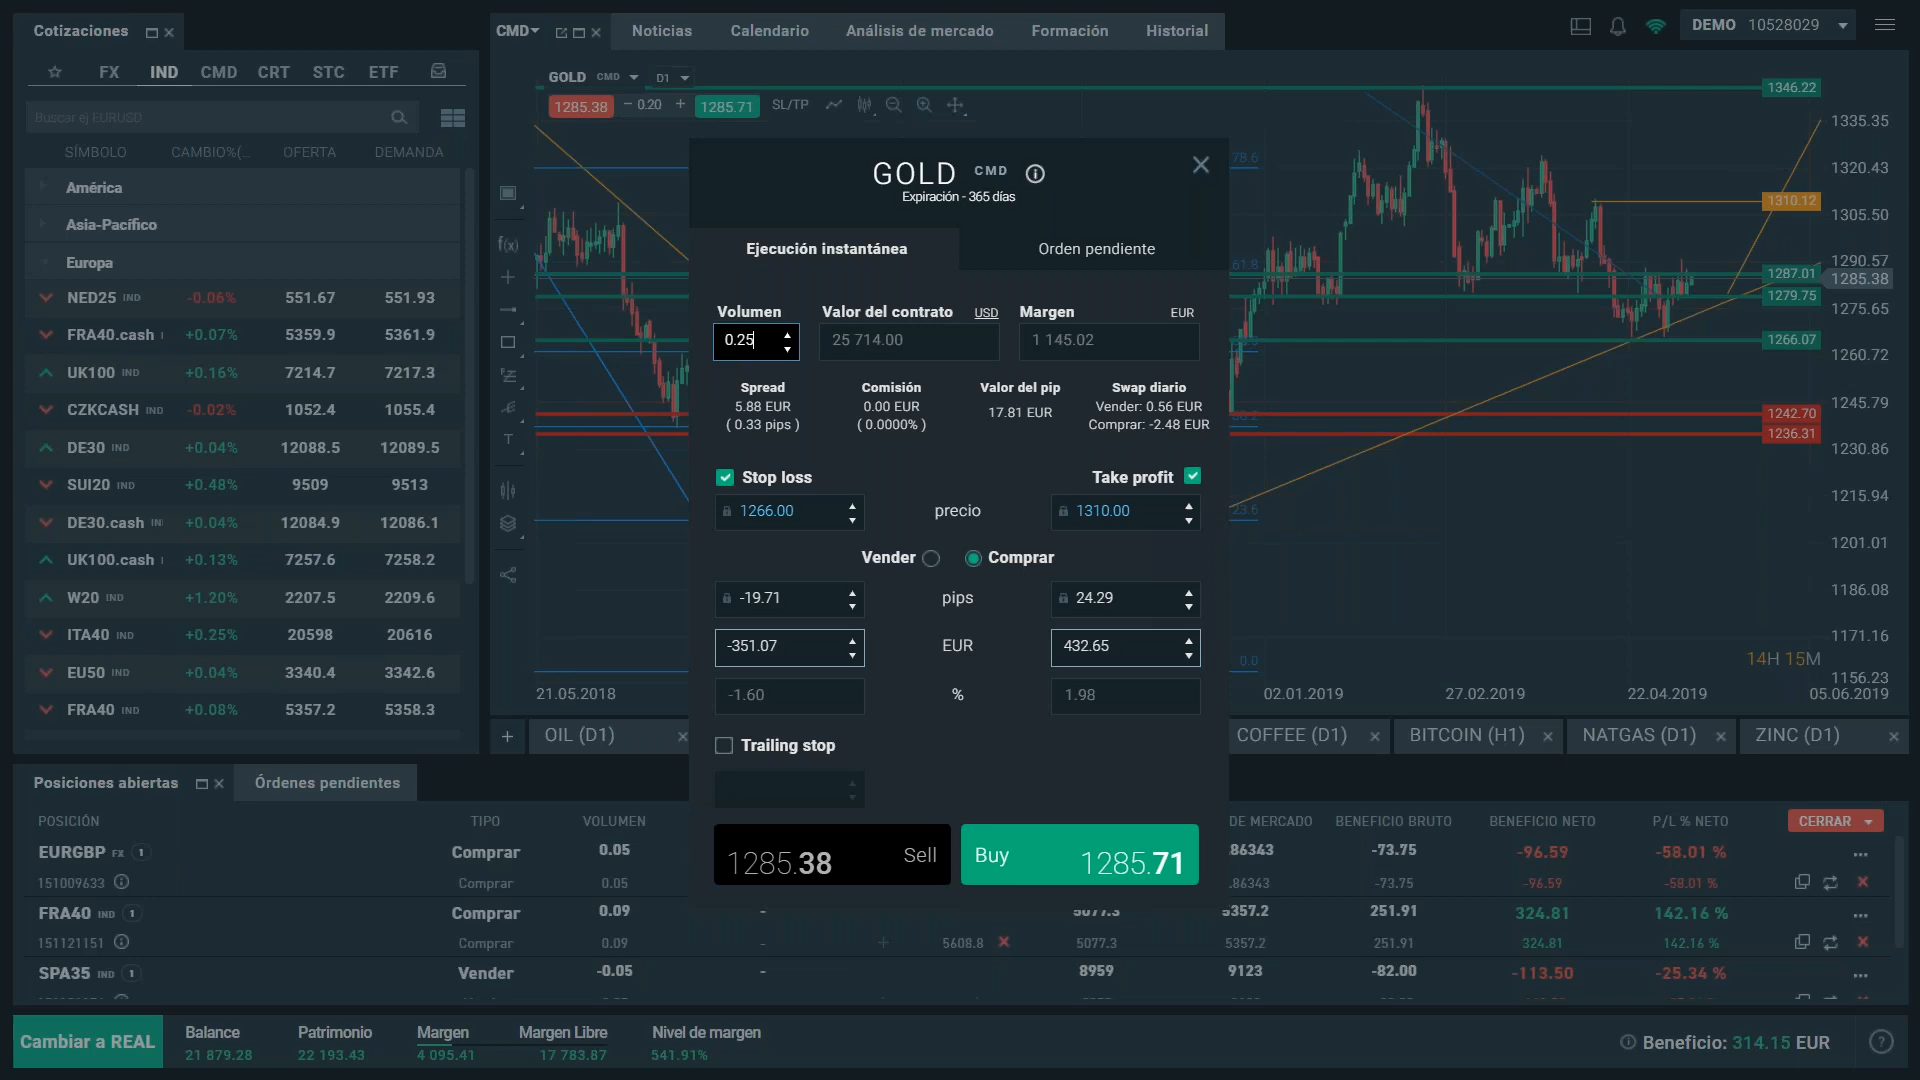 Cotizaciones
CMD
Noticias
Calendario
Análisis de mercado
Formación
Historial
DEMO 10528029
FX IND CMD CRT STC ETF
Buscar ej EURUSD
SÍMBOLO CAMBIO%(... OFERTA DEMANDA
América
Asia-Pacífico
Europa
NED25 IND -0.06% 551.67 551.93
FRA40.cash +0.07% 5359.9 5361.9
UK100 IND +0.16% 7214.7 7217.3
CZKCASH IND -0.02% 1052.4 1055.4
DE30 IND +0.04% 12088.5 12089.5
SUI20 IND +0.48% 9509 9513
DE30.cash IN +0.04% 12084.9 12086.1
UK100.cash +0.13% 7257.6 7258.2
W20 IND +1.20% 2207.5 2209.6
ITA40 IND +0.25% 20598 20616
EU50 IND +0.04% 3340.4 3342.6
FRA40 IND +0.08% 5357.2 5358.3
GOLD CMD D1
1285.38 − 0.20 + 1285.71 SL/TP
f(x)
T
78.6
61.8
23.6
0.0
1346.22
1335.35
1320.43
1310.12
1305.50
1290.57
1287.01
1285.38
1279.75
1275.65
1266.07
1260.72
1245.79
1242.70
1236.31
1230.86
1215.94
1201.01
1186.08
1171.16
1156.23
14H 15M
21.05.2018
02.01.2019
27.02.2019
22.04.2019
05.06.2019
GOLD CMD
Expiración - 365 días
Ejecución instantánea
Orden pendiente
Volumen Valor del contrato USD Margen EUR
0.25 25 714.00 1 145.02
Spread Comisión Valor del pip Swap diario
5.88 EUR 0.00 EUR 17.81 EUR Vender: 0.56 EUR
( 0.33 pips ) ( 0.0000% ) Comprar: -2.48 EUR
Stop loss Take profit
1266.00 precio 1310.00
Vender Comprar
-19.71 pips 24.29
-351.07 EUR 432.65
-1.60 % 1.98
Trailing stop
1285.38 Sell
Buy 1285.71
+ OIL (D1)
COFFEE (D1)
BITCOIN (H1)
NATGAS (D1)
ZINC (D1)
Posiciones abiertas
Órdenes pendientes
POSICIÓN TIPO VOLUMEN DE MERCADO BENEFICIO BRUTO BENEFICIO NETO P/L % NETO CERRAR
EURGBP FX 1 Comprar 0.05 .86343 -73.75 -96.59 -58.01 %
151009633 Comprar 0.05 .86343 -73.75 -96.59 -58.01 %
FRA40 IND 1 Comprar 0.09 - 5077.3 5357.2 251.91 324.81 142.16 %
151121151 Comprar 0.09 - + 5608.8 5077.3 5357.2 251.91 324.81 142.16 %
SPA35 IND 1 Vender -0.05 - 8959 9123 -82.00 -113.50 -25.34 %
Cambiar a REAL
Balance Patrimonio Margen Margen Libre Nivel de margen
21 879.28 22 193.43 4 095.41 17 783.87 541.91%
Beneficio: 314.15 EUR
?